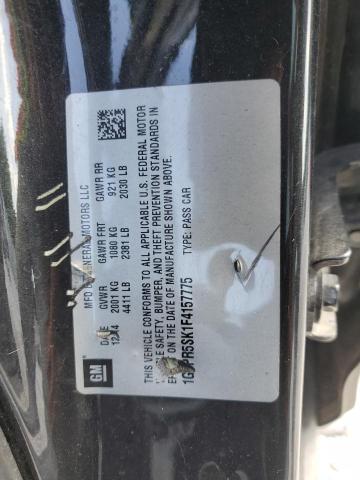 GM
MFD BY GENERAL MOTORS LLC
DATE GVWR GAWR FRT GAWR RR
12/14 2001 KG 1080 KG 921 KG
4411 LB 2381 LB 2030 LB
THIS VEHICLE CONFORMS TO ALL APPLICABLE U.S. FEDERAL MOTOR
VEHICLE SAFETY, BUMPER, AND THEFT PREVENTION STANDARDS IN
EFFECT ON THE DATE OF MANUFACTURE SHOWN ABOVE.
PR5SK1F4157775 TYPE: PASS CAR